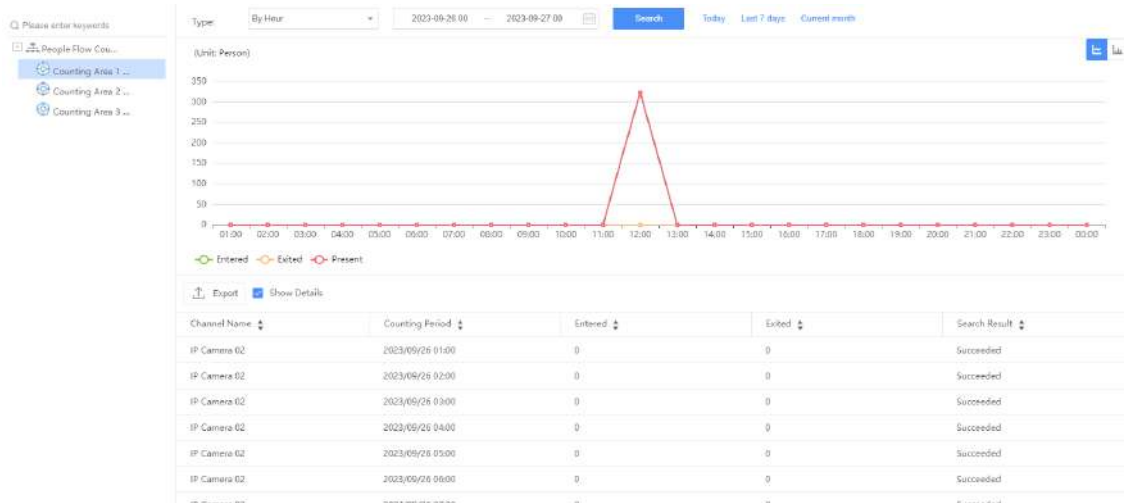 Please enter keywords
People Flow Cou...
Counting Area 1 ...
Counting Area 2 ...
Counting Area 3 ...
Type: By Hour 2023-09-26 00 — 2023-09-27 00 Search Today Last 7 days Current month
(Unit: Person)
350
300
250
200
150
100
50
0
01:00 02:00 03:00 04:00 05:00 06:00 07:00 08:00 09:00 10:00 11:00 12:00 13:00 14:00 15:00 16:00 17:00 18:00 19:00 20:00 21:00 22:00 23:00 00:00
Entered Exited Present
Export Show Details
Channel Name Counting Period Entered Exited Search Result
IP Camera 02 2023/09/26 01:00 0 0 Succeeded
IP Camera 02 2023/09/26 02:00 0 0 Succeeded
IP Camera 02 2023/09/26 03:00 0 0 Succeeded
IP Camera 02 2023/09/26 04:00 0 0 Succeeded
IP Camera 02 2023/09/26 05:00 0 0 Succeeded
IP Camera 02 2023/09/26 06:00 0 0 Succeeded